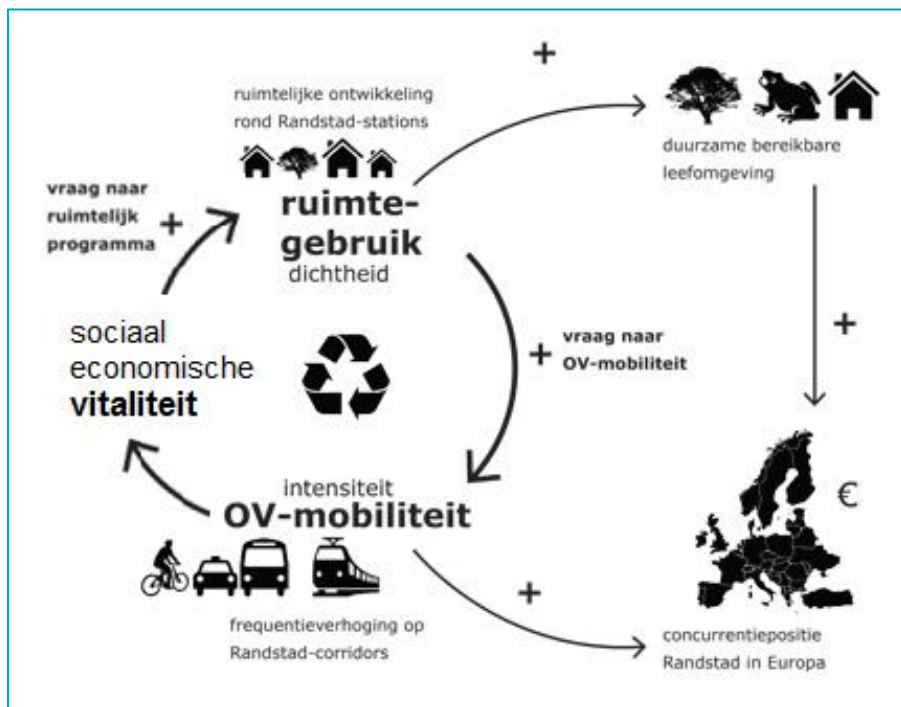 +
ruimtelijke ontwikkeling
rond Randstad-stations
duurzame bereikbare
leefomgeving
vraag naar
ruimtelijk
programma
+
ruimte-
gebruik
dichtheid
sociaal
economische
vitaliteit
+ vraag naar
OV-mobiliteit
+
intensiteit
OV-mobiliteit
€
+
frequentieverhoging op
Randstad-corridors
concurrentiepositie
Randstad in Europa